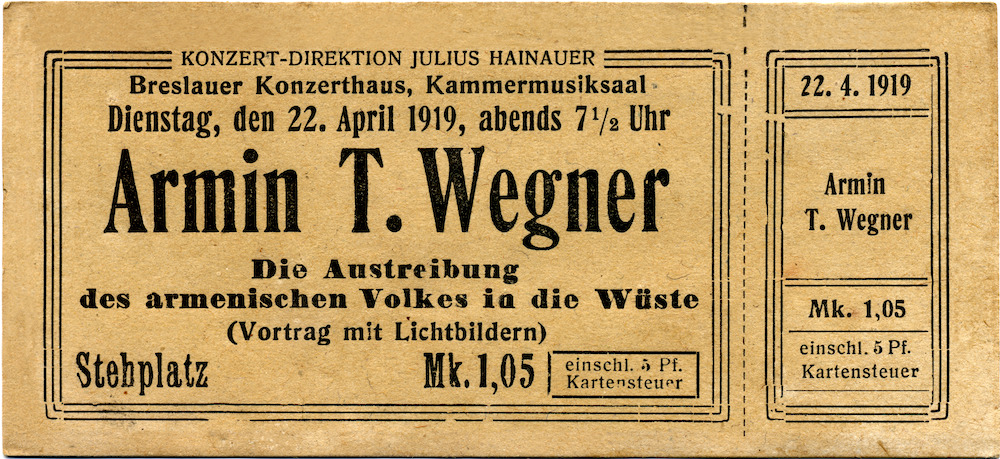 KONZERT-DIREKTION JULIUS HAINAUER
Breslauer Konzerthaus, Kammermusiksaal
Dienstag, den 22. April 1919, abends 7½ Uhr
Armin T. Wegner
Die Austreibung
des armenischen Volkes in die Wüste
(Vortrag mit Lichtbildern)
Stehplatz Mk. 1,05
einschl. 5 Pf.
Kartensteuer
22. 4. 1919
Armin
T. Wegner
Mk. 1,05
einschl. 5 Pf.
Kartensteuer